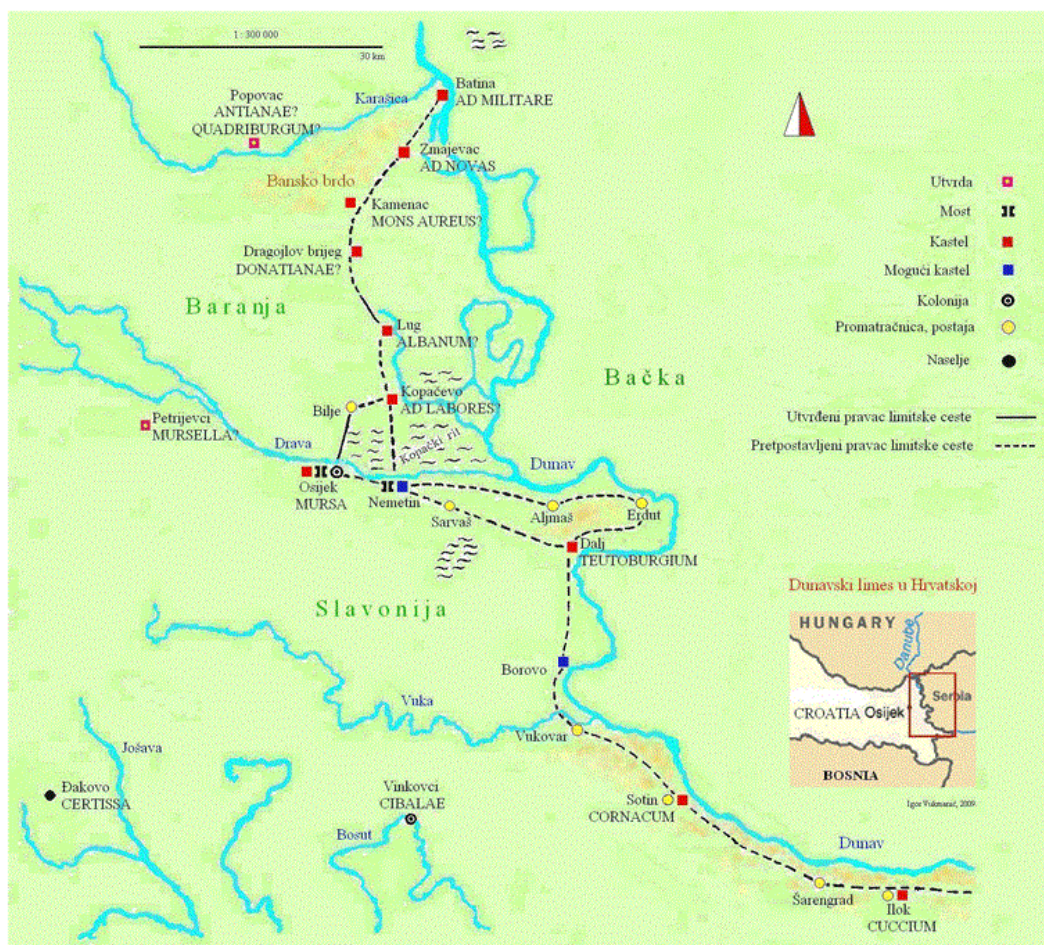 1 : 300 000
30 km
Batina
AD MILITARE
Karašica
Popovac
ANTIANAE?
QUADRIBURGUM?
Zmajevac
AD NOVAS
Bansko brdo
Kamenac
MONS AUREUS?
Dragojlov brijeg
DONATIANAE?
Baranja
Lug
ALBANUM?
Bačka
Kopačevo
AD LABORES?
Bilje
Petrijevci
MURSELLA?
Drava
Kopački rit
Dunav
Osijek
MURSA
Nemetin
Sarvaš
Aljmaš
Erdut
Dalj
TEUTOBURGIUM
Slavonija
Borovo
Vuka
Vukovar
Jošava
Đakovo
CERTISSA
Vinkovci
CIBALAE
Bosut
Sotin
CORNACUM
Dunav
Šarengrad
Ilok
CUCCIUM
Utvrda
Most
Kastel
Mogući kastel
Kolonija
Promatračnica, postaja
Naselje
Utvrđeni pravac limitske ceste
Pretpostavljeni pravac limitske ceste
Dunavski limes u Hrvatskoj
HUNGARY
Danube
Serbia
CROATIA
Osijek
BOSNIA
Igor Vukmanić, 2009.